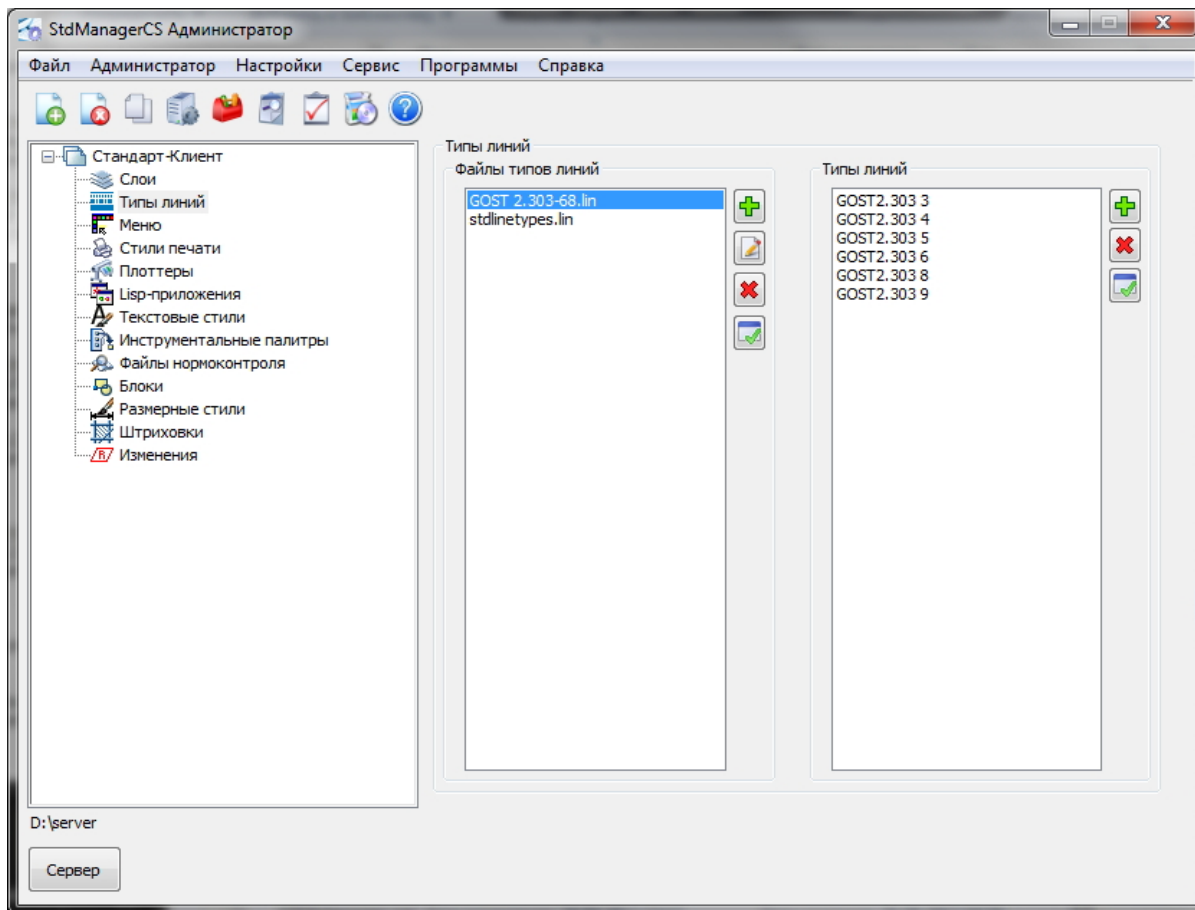 StdManagerCS Администратор
Файл Администратор Настройки Сервис Программы Справка
Стандарт-Клиент
Слои
Типы линий
Меню
Стили печати
Плоттеры
Lisp-приложения
Текстовые стили
Инструментальные палитры
Файлы нормоконтроля
Блоки
Размерные стили
Штриховки
Изменения
Типы линий
Файлы типов линий
GOST 2.303-68.lin
stdlinetypes.lin
Типы линий
GOST2.303 3
GOST2.303 4
GOST2.303 5
GOST2.303 6
GOST2.303 8
GOST2.303 9
D:\server
Сервер